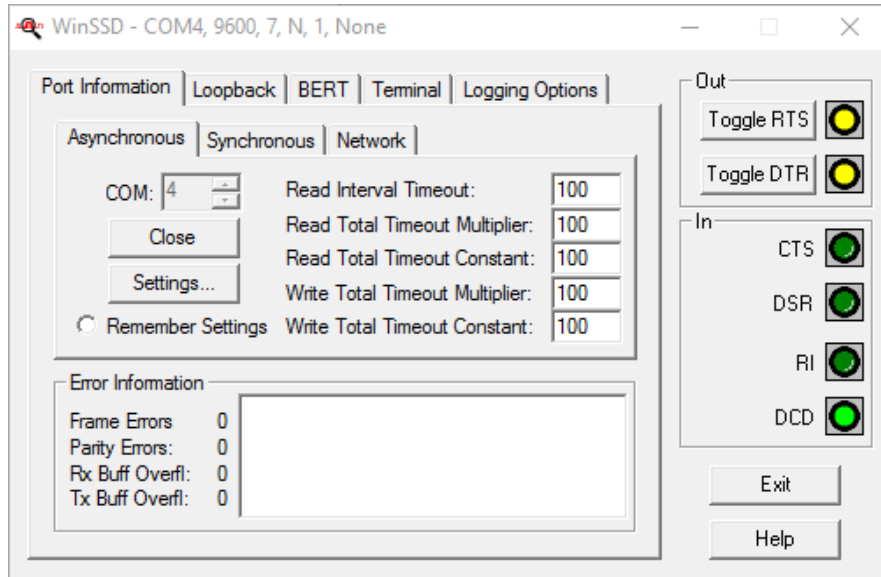 WinSSD - COM4, 9600, 7, N, 1, None
Port Information Loopback BERT Terminal Logging Options
Asynchronous Synchronous Network
COM: 4
Close
Settings...
Remember Settings
Read Interval Timeout: 100
Read Total Timeout Multiplier: 100
Read Total Timeout Constant: 100
Write Total Timeout Multiplier: 100
Write Total Timeout Constant: 100
Error Information
Frame Errors 0
Parity Errors: 0
Rx Buff Overfl: 0
Tx Buff Overfl: 0
Out
Toggle RTS
Toggle DTR
In
CTS
DSR
RI
DCD
Exit
Help